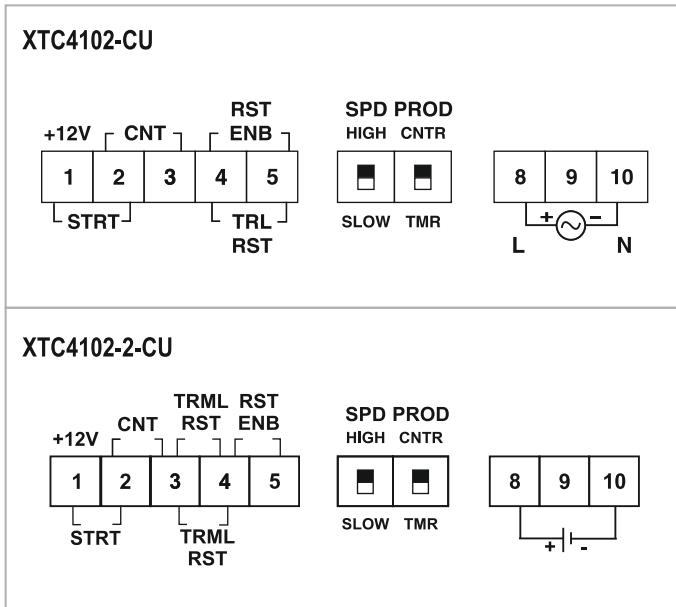 XTC4102-CU
RST
SPD PROD
+12V CNT ENB
HIGH CNTR
1 2 3 4 5
8 9 10
STRT TRL
SLOW TMR
+ −
RST
L N
XTC4102-2-CU
TRML RST
SPD PROD
CNT RST ENB
+12V
HIGH CNTR
1 2 3 4 5
8 9 10
STRT TRML
SLOW TMR
RST
+ -